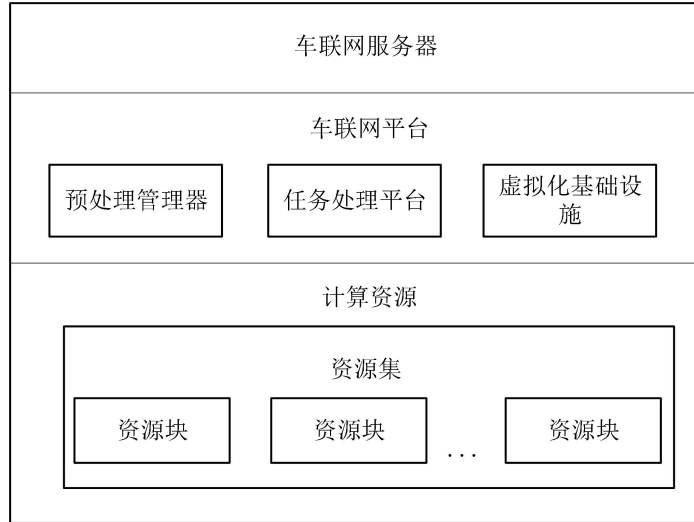 车联网服务器
车联网平台
预处理管理器
任务处理平台
虚拟化基础设
施
计算资源
资源集
资源块
资源块
...
资源块